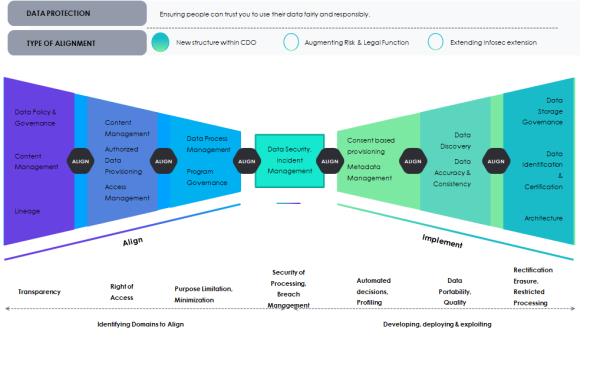 DATA PROTECTION
Ensuring people can trust you to use their data fairly and responsibly.
TYPE OF ALIGNMENT
New structure within CDO
Augmenting Risk & Legal Function
Extending Infosec extension
Data Policy &
Governance
Content
Management
Lineage
ALIGN
Content
Management
Authorized
Data
Provisioning
Access
Management
ALIGN
Data Process
Management
Program
Governance
ALIGN
Data Security,
Incident
Management
ALIGN
Consent based
provisioning
Metadata
Management
ALIGN
Data
Discovery
Data
Accuracy &
Consistency
ALIGN
Data
Storage
Governance
Data
Identification
&
Certification
Architecture
Align
Implement
Transparency
Right of
Access
Purpose Limitation,
Minimization
Security of
Processing,
Breach
Management
Automated
decisions,
Profiling
Data
Portability,
Quality
Rectification
Erasure,
Restricted
Processing
Identifying Domains to Align
Developing, deploying & exploiting